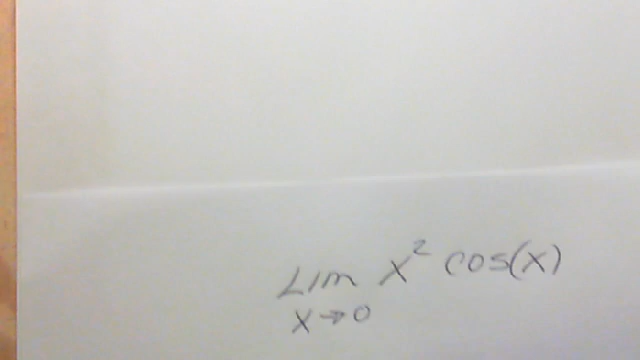 Lim x² cos(x)
x→0